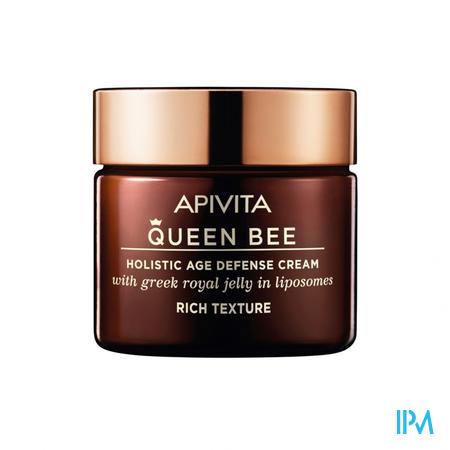 APIVITA
QUEEN BEE
HOLISTIC AGE DEFENSE CREAM
with greek royal jelly in liposomes
RICH TEXTURE
IPM